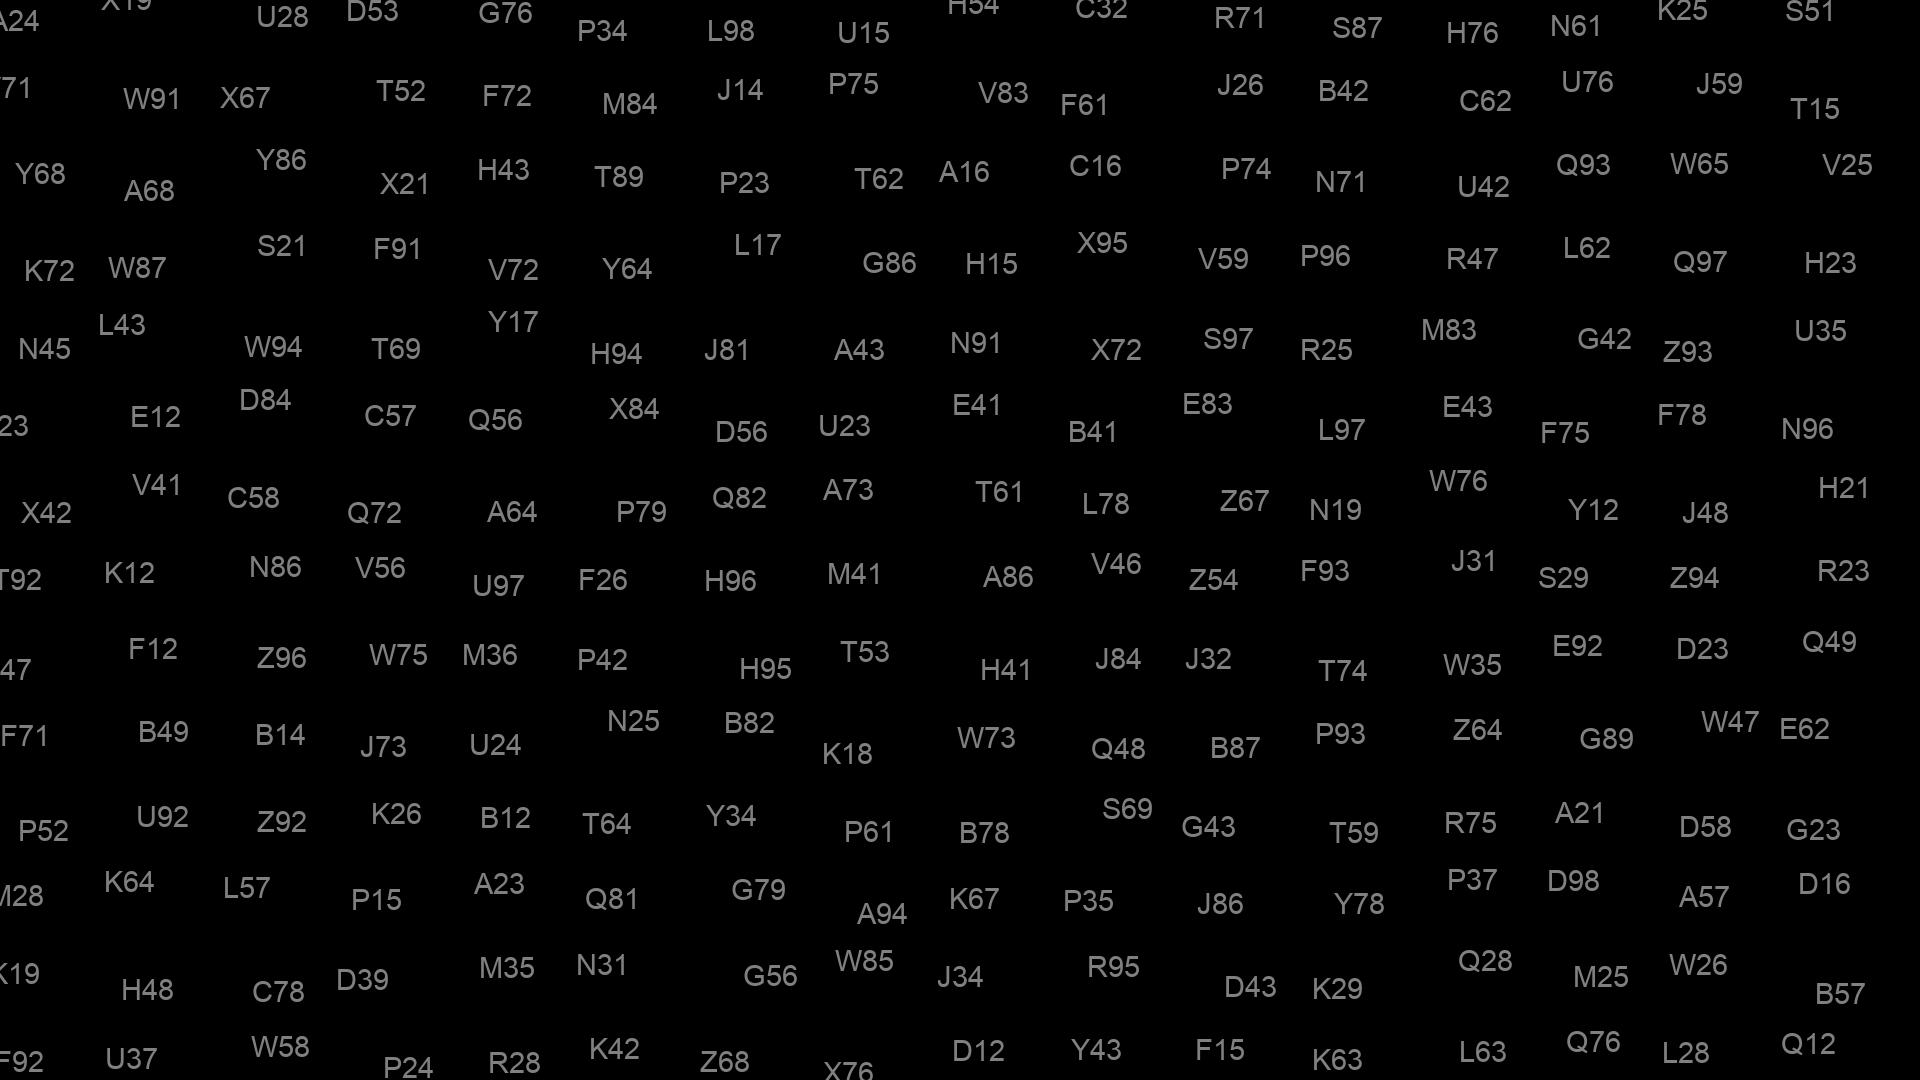 A24 X19 U28 D53 G76 P34 L98 U15 H54 C32 R71 S87 H76 N61 K25 S51
71 W91 X67 T52 F72 M84 J14 P75 V83 F61 J26 B42 C62 U76 J59 T15
Y68 A68 Y86 X21 H43 T89 P23 T62 A16 C16 P74 N71 U42 Q93 W65 V25
K72 W87 S21 F91 V72 Y64 L17 G86 H15 X95 V59 P96 R47 L62 Q97 H23
N45 L43 W94 T69 Y17 H94 J81 A43 N91 X72 S97 R25 M83 G42 Z93 U35
23 E12 D84 C57 Q56 X84 D56 U23 E41 B41 E83 L97 E43 F75 F78 N96
X42 V41 C58 Q72 A64 P79 Q82 A73 T61 L78 Z67 N19 W76 Y12 J48 H21
T92 K12 N86 V56 U97 F26 H96 M41 A86 V46 Z54 F93 J31 S29 Z94 R23
47 F12 Z96 W75 M36 P42 H95 T53 H41 J84 J32 T74 W35 E92 D23 Q49
F71 B49 B14 J73 U24 N25 B82 K18 W73 Q48 B87 P93 Z64 G89 W47 E62
P52 U92 Z92 K26 B12 T64 Y34 P61 B78 S69 G43 T59 R75 A21 D58 G23
M28 K64 L57 P15 A23 Q81 G79 A94 K67 P35 J86 Y78 P37 D98 A57 D16
K19 H48 C78 D39 M35 N31 G56 W85 J34 R95 D43 K29 Q28 M25 W26 B57
F92 U37 W58 P24 R28 K42 Z68 X76 D12 Y43 F15 K63 L63 Q76 L28 Q12